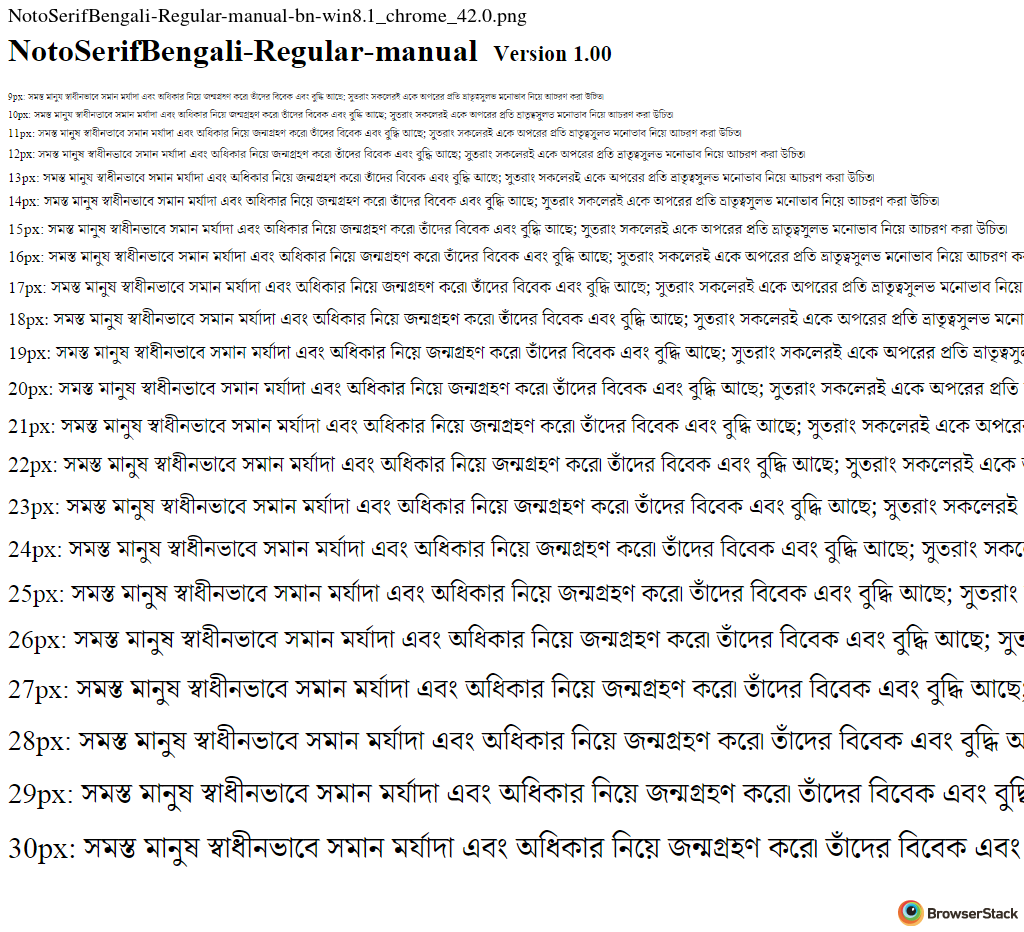 NotoSerifBengali-Regular-manual-bn-win8.1_chrome_42.0.png
NotoSerifBengali-Regular-manual Version 1.00
9px: সমস্ত মানুষ স্বাধীনভাবে সমান মর্যাদা এবং অধিকার নিয়ে জন্মগ্রহণ করে। তাঁদের বিবেক এবং বুদ্ধি আছে; সুতরাং সকলেরই একে অপরের প্রতি ভ্রাতৃত্বসুলভ মনোভাব নিয়ে আচরণ করা উচিত।
10px: সমস্ত মানুষ স্বাধীনভাবে সমান মর্যাদা এবং অধিকার নিয়ে জন্মগ্রহণ করে। তাঁদের বিবেক এবং বুদ্ধি আছে; সুতরাং সকলেরই একে অপরের প্রতি ভ্রাতৃত্বসুলভ মনোভাব নিয়ে আচরণ করা উচিত।
11px: সমস্ত মানুষ স্বাধীনভাবে সমান মর্যাদা এবং অধিকার নিয়ে জন্মগ্রহণ করে। তাঁদের বিবেক এবং বুদ্ধি আছে; সুতরাং সকলেরই একে অপরের প্রতি ভ্রাতৃত্বসুলভ মনোভাব নিয়ে আচরণ করা উচিত।
12px: সমস্ত মানুষ স্বাধীনভাবে সমান মর্যাদা এবং অধিকার নিয়ে জন্মগ্রহণ করে। তাঁদের বিবেক এবং বুদ্ধি আছে; সুতরাং সকলেরই একে অপরের প্রতি ভ্রাতৃত্বসুলভ মনোভাব নিয়ে আচরণ করা উচিত।
13px: সমস্ত মানুষ স্বাধীনভাবে সমান মর্যাদা এবং অধিকার নিয়ে জন্মগ্রহণ করে। তাঁদের বিবেক এবং বুদ্ধি আছে; সুতরাং সকলেরই একে অপরের প্রতি ভ্রাতৃত্বসুলভ মনোভাব নিয়ে আচরণ করা উচিত।
14px: সমস্ত মানুষ স্বাধীনভাবে সমান মর্যাদা এবং অধিকার নিয়ে জন্মগ্রহণ করে। তাঁদের বিবেক এবং বুদ্ধি আছে; সুতরাং সকলেরই একে অপরের প্রতি ভ্রাতৃত্বসুলভ মনোভাব নিয়ে আচরণ করা উচিত।
15px: সমস্ত মানুষ স্বাধীনভাবে সমান মর্যাদা এবং অধিকার নিয়ে জন্মগ্রহণ করে। তাঁদের বিবেক এবং বুদ্ধি আছে; সুতরাং সকলেরই একে অপরের প্রতি ভ্রাতৃত্বসুলভ মনোভাব নিয়ে আচরণ করা উচিত।
16px: সমস্ত মানুষ স্বাধীনভাবে সমান মর্যাদা এবং অধিকার নিয়ে জন্মগ্রহণ করে। তাঁদের বিবেক এবং বুদ্ধি আছে; সুতরাং সকলেরই একে অপরের প্রতি ভ্রাতৃত্বসুলভ মনোভাব নিয়ে আচরণ
17px: সমস্ত মানুষ স্বাধীনভাবে সমান মর্যাদা এবং অধিকার নিয়ে জন্মগ্রহণ করে। তাঁদের বিবেক এবং বুদ্ধি আছে; সুতরাং সকলেরই একে অপরের প্রতি ভ্রাতৃত্বসুলভ মনোভাব নিয়ে
18px: সমস্ত মানুষ স্বাধীনভাবে সমান মর্যাদা এবং অধিকার নিয়ে জন্মগ্রহণ করে। তাঁদের বিবেক এবং বুদ্ধি আছে; সুতরাং সকলেরই একে অপরের প্রতি ভ্রাতৃত্বসুলভ
19px: সমস্ত মানুষ স্বাধীনভাবে সমান মর্যাদা এবং অধিকার নিয়ে জন্মগ্রহণ করে। তাঁদের বিবেক এবং বুদ্ধি আছে; সুতরাং সকলেরই একে অপরের প্রতি
20px: সমস্ত মানুষ স্বাধীনভাবে সমান মর্যাদা এবং অধিকার নিয়ে জন্মগ্রহণ করে। তাঁদের বিবেক এবং বুদ্ধি আছে; সুতরাং সকলেরই একে অপরের প্রতি
21px: সমস্ত মানুষ স্বাধীনভাবে সমান মর্যাদা এবং অধিকার নিয়ে জন্মগ্রহণ করে। তাঁদের বিবেক এবং বুদ্ধি আছে; সুতরাং সকলেরই একে
22px: সমস্ত মানুষ স্বাধীনভাবে সমান মর্যাদা এবং অধিকার নিয়ে জন্মগ্রহণ করে। তাঁদের বিবেক এবং বুদ্ধি আছে; সুতরাং সকলেরই একে
23px: সমস্ত মানুষ স্বাধীনভাবে সমান মর্যাদা এবং অধিকার নিয়ে জন্মগ্রহণ করে। তাঁদের বিবেক এবং বুদ্ধি আছে; সুতরাং সকলেরই
24px: সমস্ত মানুষ স্বাধীনভাবে সমান মর্যাদা এবং অধিকার নিয়ে জন্মগ্রহণ করে। তাঁদের বিবেক এবং বুদ্ধি আছে; সুতরাং
25px: সমস্ত মানুষ স্বাধীনভাবে সমান মর্যাদা এবং অধিকার নিয়ে জন্মগ্রহণ করে। তাঁদের বিবেক এবং বুদ্ধি আছে; সুতরাং
26px: সমস্ত মানুষ স্বাধীনভাবে সমান মর্যাদা এবং অধিকার নিয়ে জন্মগ্রহণ করে। তাঁদের বিবেক এবং বুদ্ধি আছে;
27px: সমস্ত মানুষ স্বাধীনভাবে সমান মর্যাদা এবং অধিকার নিয়ে জন্মগ্রহণ করে। তাঁদের বিবেক এবং বুদ্ধি আছে;
28px: সমস্ত মানুষ স্বাধীনভাবে সমান মর্যাদা এবং অধিকার নিয়ে জন্মগ্রহণ করে। তাঁদের বিবেক এবং বুদ্ধি
29px: সমস্ত মানুষ স্বাধীনভাবে সমান মর্যাদা এবং অধিকার নিয়ে জন্মগ্রহণ করে। তাঁদের বিবেক এবং
30px: সমস্ত মানুষ স্বাধীনভাবে সমান মর্যাদা এবং অধিকার নিয়ে জন্মগ্রহণ করে। তাঁদের বিবেক এবং
BrowserStack